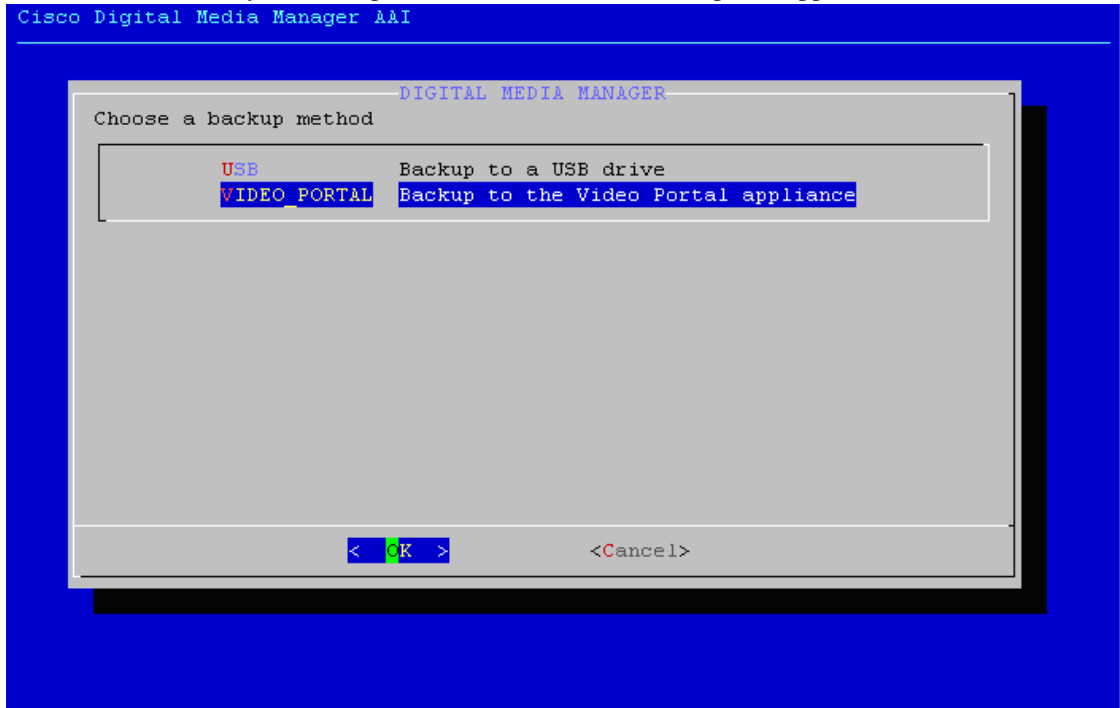 Cisco Digital Media Manager AAI
DIGITAL MEDIA MANAGER
Choose a backup method
USB Backup to a USB drive
VIDEO_PORTAL Backup to the Video Portal appliance
< OK > <Cancel>